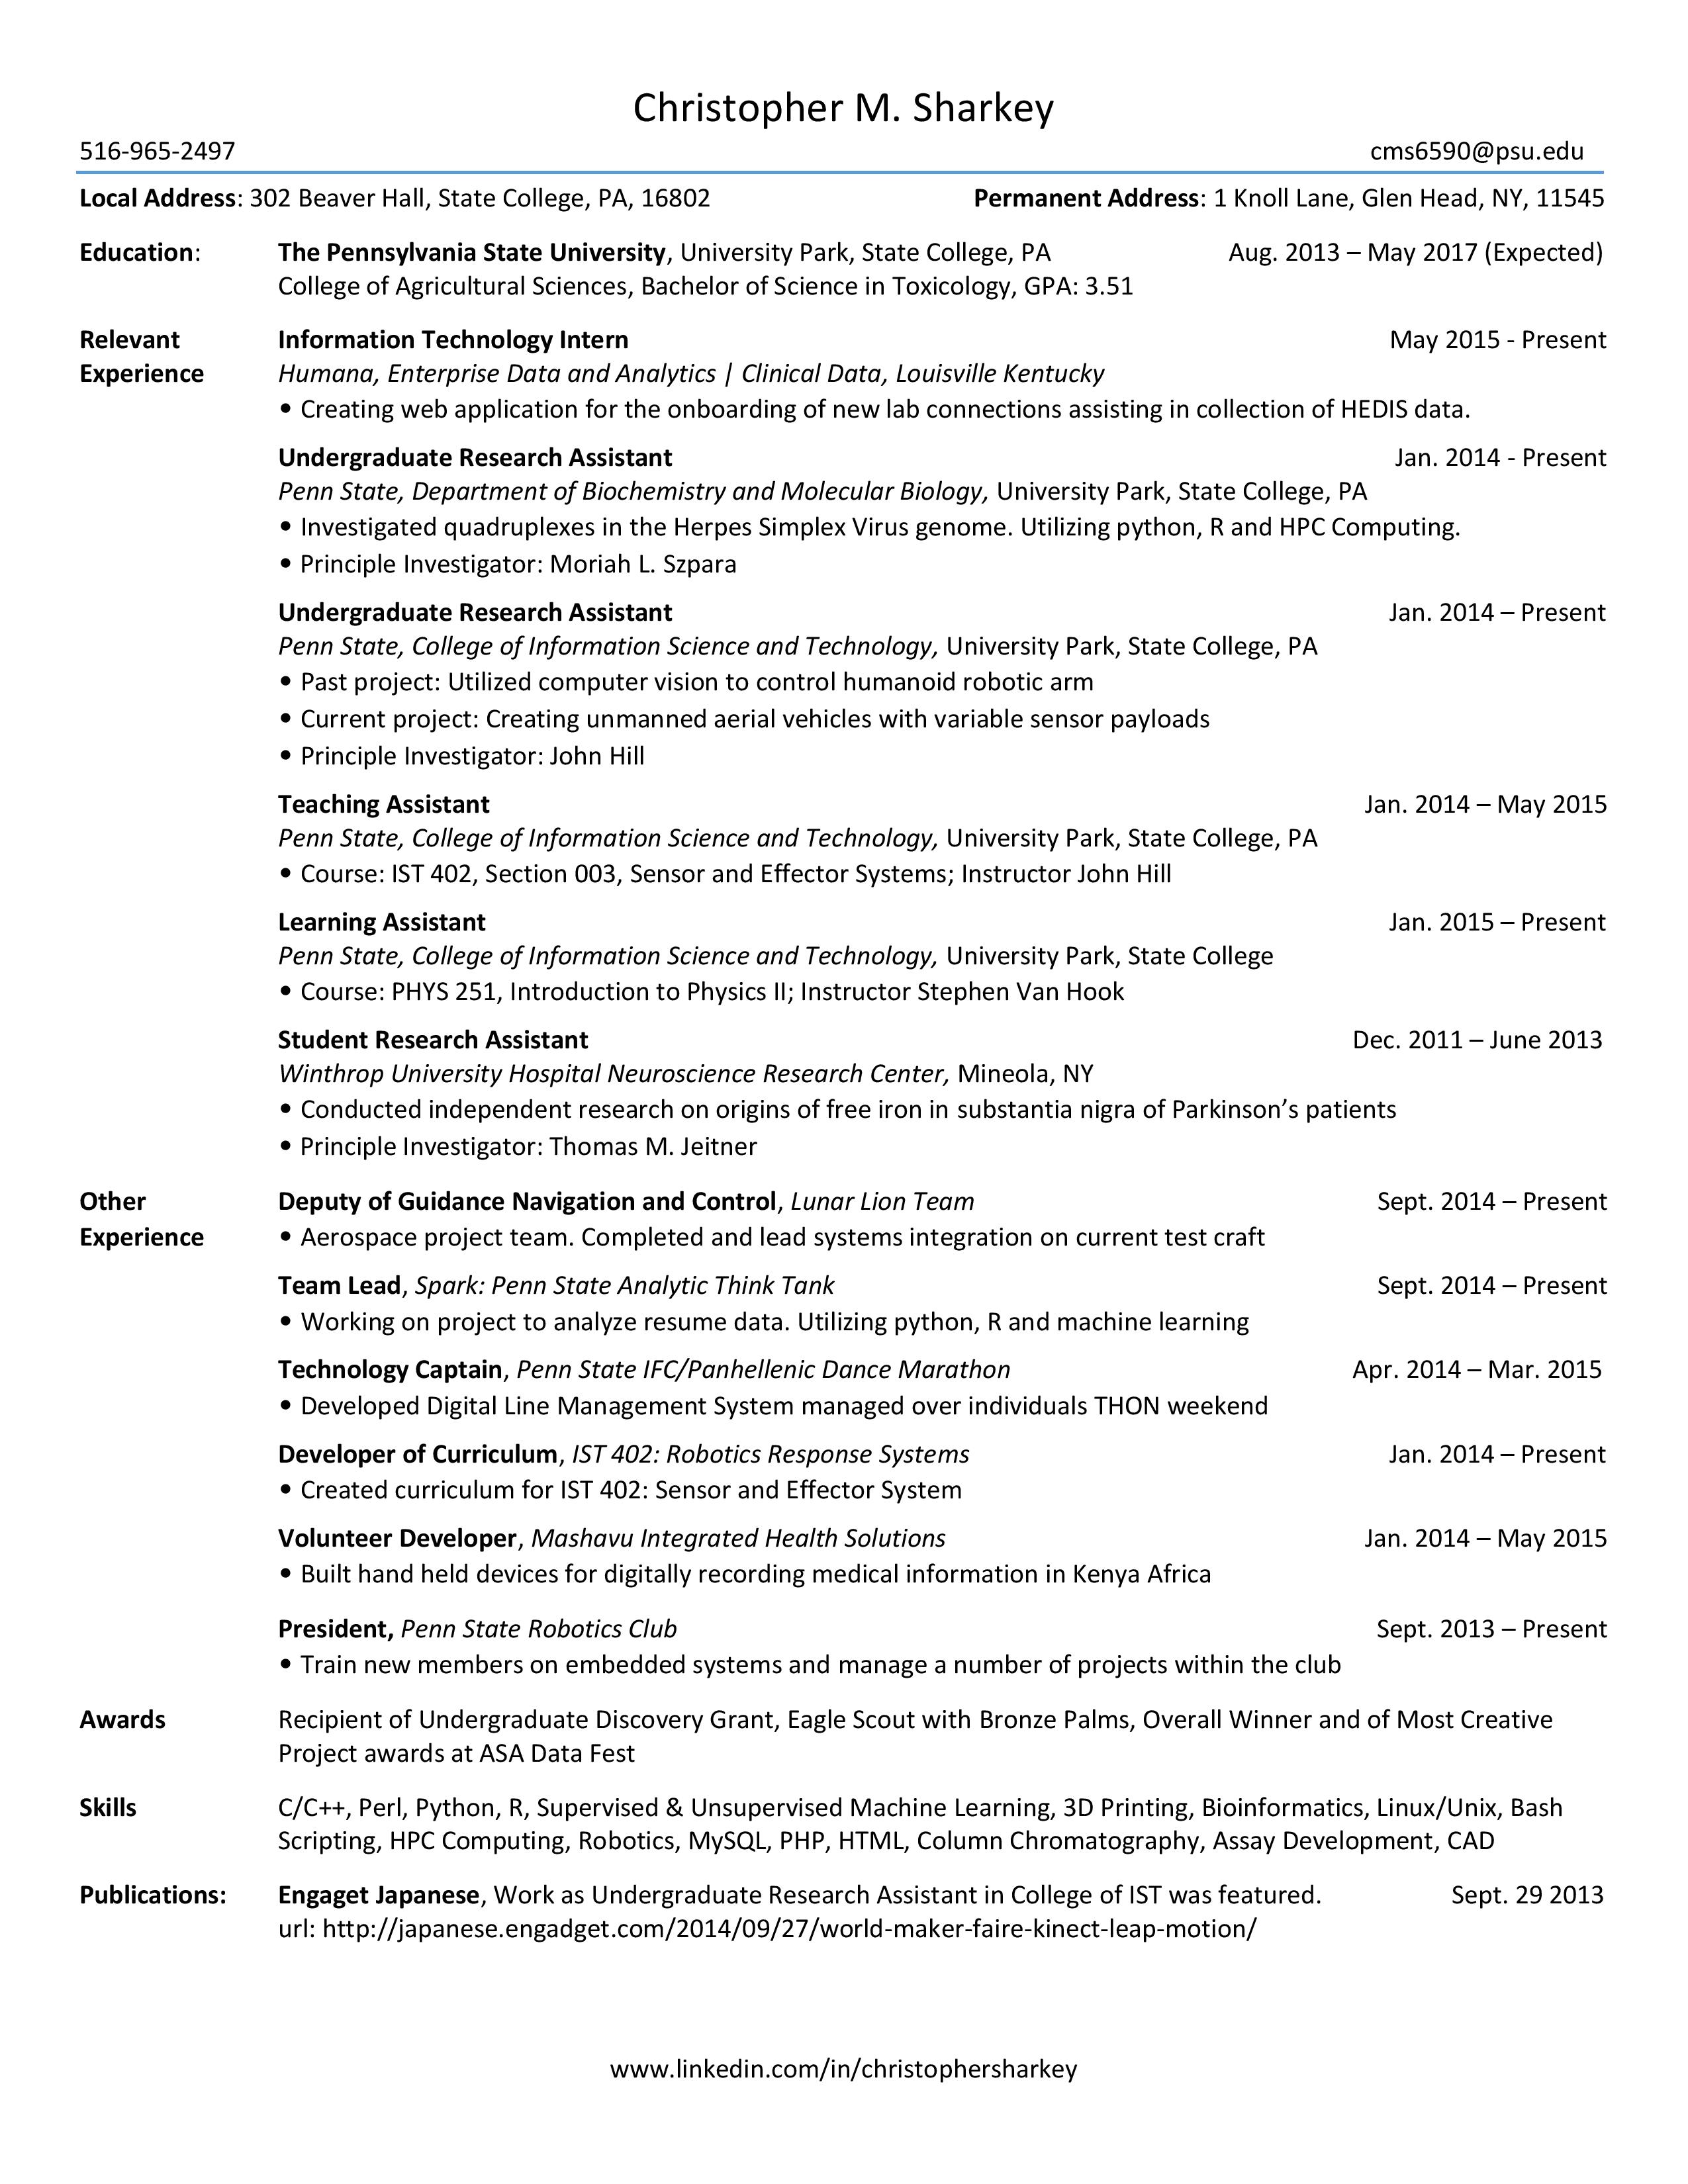 Christopher M. Sharkey
516-965-2497 cms6590@psu.edu
Local Address: 302 Beaver Hall, State College, PA, 16802 Permanent Address: 1 Knoll Lane, Glen Head, NY, 11545
Education: The Pennsylvania State University, University Park, State College, PA Aug. 2013 – May 2017 (Expected)
College of Agricultural Sciences, Bachelor of Science in Toxicology, GPA: 3.51
Relevant Information Technology Intern May 2015 - Present
Experience Humana, Enterprise Data and Analytics | Clinical Data, Louisville Kentucky
• Creating web application for the onboarding of new lab connections assisting in collection of HEDIS data.
Undergraduate Research Assistant Jan. 2014 - Present
Penn State, Department of Biochemistry and Molecular Biology, University Park, State College, PA
• Investigated quadruplexes in the Herpes Simplex Virus genome. Utilizing python, R and HPC Computing.
• Principle Investigator: Moriah L. Szpara
Undergraduate Research Assistant Jan. 2014 – Present
Penn State, College of Information Science and Technology, University Park, State College, PA
• Past project: Utilized computer vision to control humanoid robotic arm
• Current project: Creating unmanned aerial vehicles with variable sensor payloads
• Principle Investigator: John Hill
Teaching Assistant Jan. 2014 – May 2015
Penn State, College of Information Science and Technology, University Park, State College, PA
• Course: IST 402, Section 003, Sensor and Effector Systems; Instructor John Hill
Learning Assistant Jan. 2015 – Present
Penn State, College of Information Science and Technology, University Park, State College
• Course: PHYS 251, Introduction to Physics II; Instructor Stephen Van Hook
Student Research Assistant Dec. 2011 – June 2013
Winthrop University Hospital Neuroscience Research Center, Mineola, NY
• Conducted independent research on origins of free iron in substantia nigra of Parkinson’s patients
• Principle Investigator: Thomas M. Jeitner
Other Deputy of Guidance Navigation and Control, Lunar Lion Team Sept. 2014 – Present
Experience • Aerospace project team. Completed and lead systems integration on current test craft
Team Lead, Spark: Penn State Analytic Think Tank Sept. 2014 – Present
• Working on project to analyze resume data. Utilizing python, R and machine learning
Technology Captain, Penn State IFC/Panhellenic Dance Marathon Apr. 2014 – Mar. 2015
• Developed Digital Line Management System managed over individuals THON weekend
Developer of Curriculum, IST 402: Robotics Response Systems Jan. 2014 – Present
• Created curriculum for IST 402: Sensor and Effector System
Volunteer Developer, Mashavu Integrated Health Solutions Jan. 2014 – May 2015
• Built hand held devices for digitally recording medical information in Kenya Africa
President, Penn State Robotics Club Sept. 2013 – Present
• Train new members on embedded systems and manage a number of projects within the club
Awards Recipient of Undergraduate Discovery Grant, Eagle Scout with Bronze Palms, Overall Winner and of Most Creative
Project awards at ASA Data Fest
Skills C/C++, Perl, Python, R, Supervised & Unsupervised Machine Learning, 3D Printing, Bioinformatics, Linux/Unix, Bash
Scripting, HPC Computing, Robotics, MySQL, PHP, HTML, Column Chromatography, Assay Development, CAD
Publications: Engaget Japanese, Work as Undergraduate Research Assistant in College of IST was featured. Sept. 29 2013
url: http://japanese.engadget.com/2014/09/27/world-maker-faire-kinect-leap-motion/
www.linkedin.com/in/christophersharkey